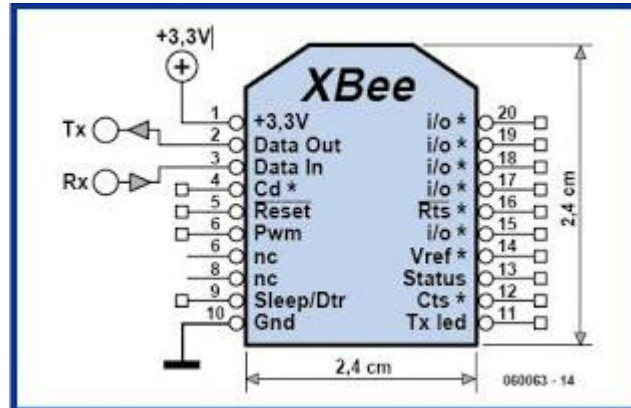 +3,3V
XBee
1 +3,3V i/o * 20
Tx 2 Data Out i/o * 19
3 Data In i/o * 18
Rx 4 Cd * i/o * 17
5 Reset Rts * 16
6 Pwm i/o * 15
6 nc Vref * 14
8 nc Status 13
9 Sleep/Dtr Cts * 12
10 Gnd Tx led 11
2,4 cm
2,4 cm
060063 - 14